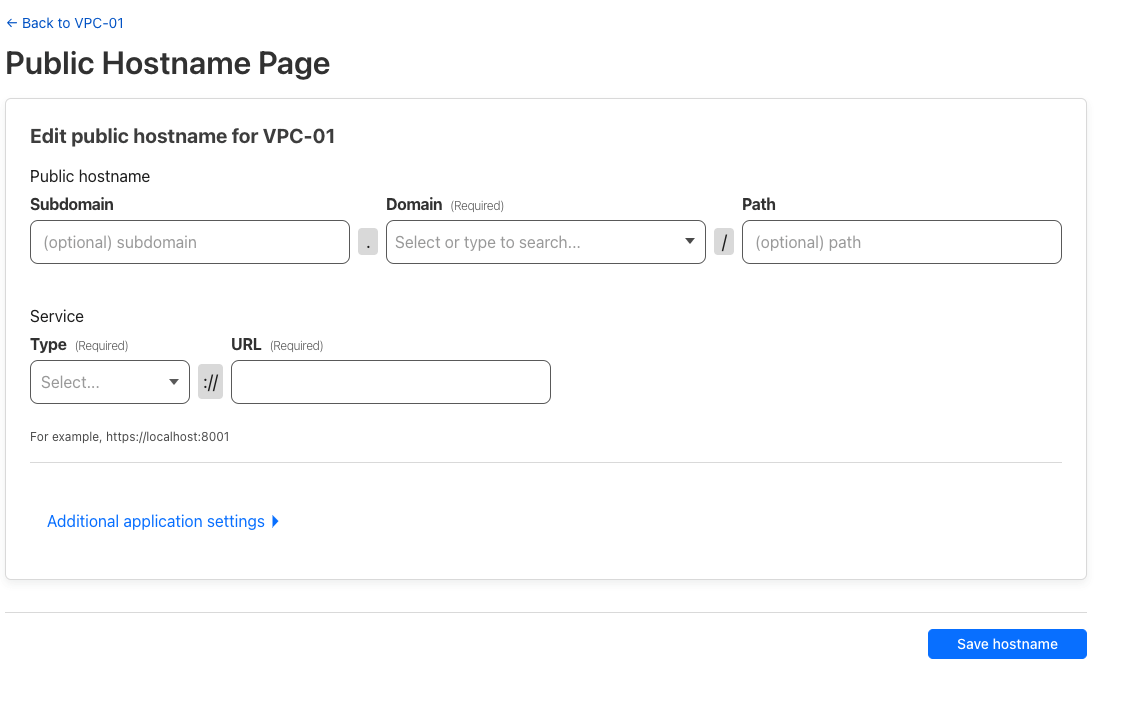 ← Back to VPC-01
Public Hostname Page
Edit public hostname for VPC-01
Public hostname
Subdomain Domain (Required) Path
(optional) subdomain . Select or type to search... / (optional) path
Service
Type (Required) URL (Required)
Select... ://
For example, https://localhost:8001
Additional application settings
Save hostname